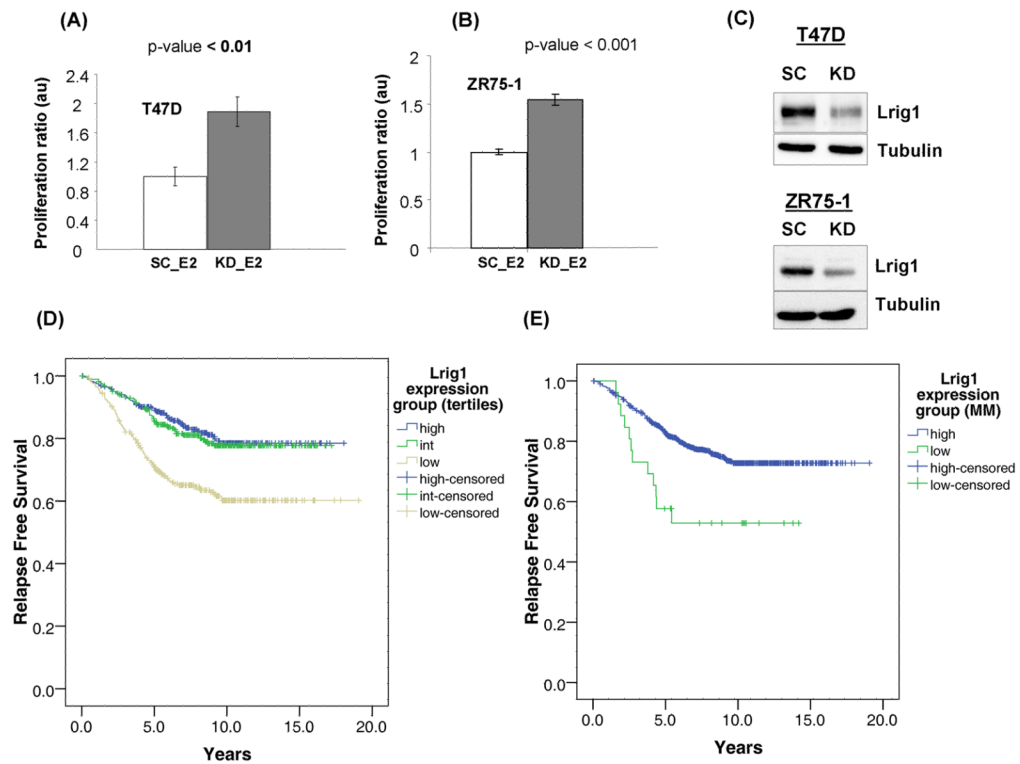 (A)
p-value < 0.01
Proliferation ratio (au)
2.4
2
1.6
1.2
0.8
0.4
0
T47D
SC_E2 KD_E2
(B)
p-value < 0.001
Proliferation ratio (au)
2
1.5
1
0.5
0
ZR75-1
SC_E2 KD_E2
(C)
T47D
SC KD
Lrig1
Tubulin
ZR75-1
SC KD
Lrig1
Tubulin
(D)
Relapse Free Survival
1.0
0.8
0.6
0.4
0.2
0.0
0.0 5.0 10.0 15.0 20.0
Years
Lrig1
expression
group (tertiles)
high
int
low
high-censored
int-censored
low-censored
(E)
Relapse Free Survival
1.0
0.8
0.6
0.4
0.2
0.0
0.0 5.0 10.0 15.0 20.0
Years
Lrig1
expression
group (MM)
high
low
high-censored
low-censored